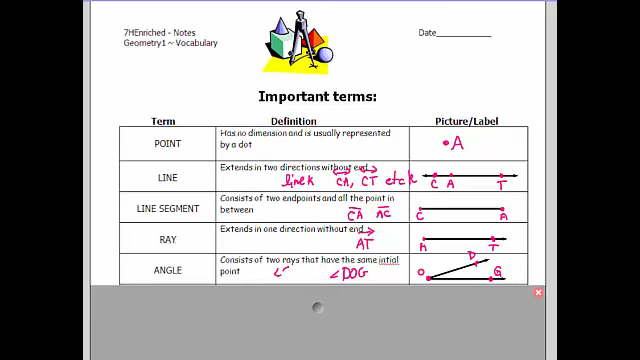 7HEnriched - Notes
Date
Geometry1 ~ Vocabulary
Important terms:
Term Definition Picture/Label
POINT
Has no dimension and is usually represented
by a dot
A
LINE
Extends in two directions without end
line k CA, CT etc k
C A T
LINE SEGMENT
Consists of two endpoints and all the point in
between
CA AC
C A
RAY
Extends in one direction without end
AT
A T
ANGLE
Consists of two rays that have the same intial
point
∠O ∠DOG
O D G